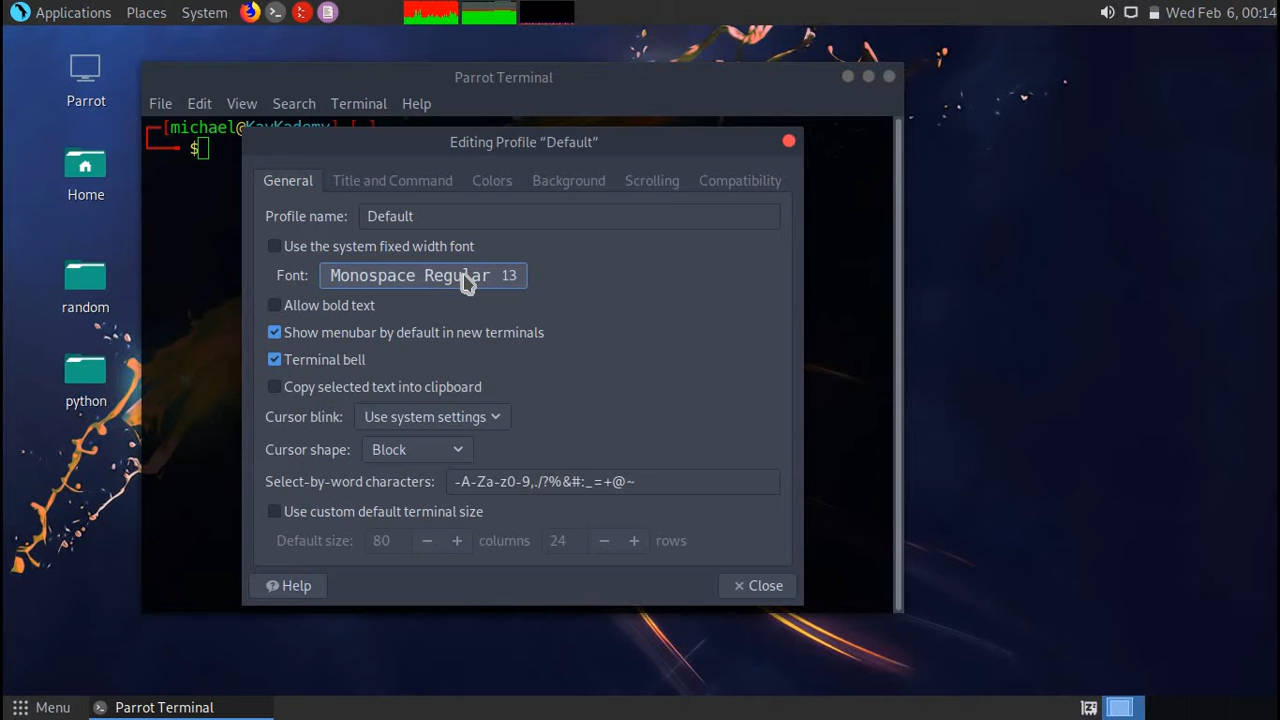 Applications Places System Wed Feb 6, 00:14
Parrot
Home
random
python
Parrot Terminal
File Edit View Search Terminal Help
[michael@KayKademy]
$
Editing Profile “Default”
General Title and Command Colors Background Scrolling Compatibility
Profile name: Default
Use the system fixed width font
Font: Monospace Regular 13
Allow bold text
Show menubar by default in new terminals
Terminal bell
Copy selected text into clipboard
Cursor blink: Use system settings
Cursor shape: Block
Select-by-word characters: -A-Za-z0-9,./?%&#:_=+@~
Use custom default terminal size
Default size: 80 − + columns 24 − + rows
Help Close
Menu Parrot Terminal